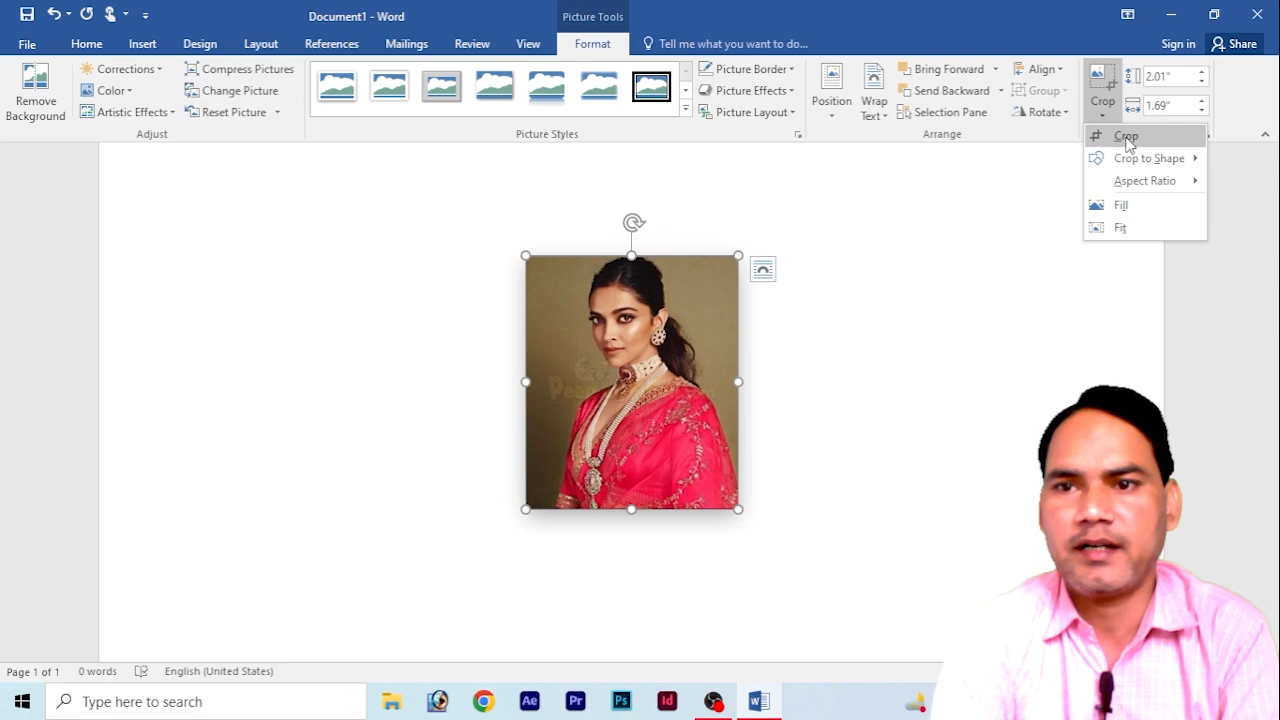 Document1 - Word
Picture Tools
File
Home
Insert
Design
Layout
References
Mailings
Review
View
Format
Tell me what you want to do...
Sign in
Share
Remove
Background
Corrections
Color
Artistic Effects
Compress Pictures
Change Picture
Reset Picture
Adjust
Picture Styles
Picture Border
Picture Effects
Picture Layout
Position
Wrap
Text
Bring Forward
Send Backward
Selection Pane
Align
Group
Rotate
Arrange
Crop
2.01"
1.69"
Crop
Crop to Shape
Aspect Ratio
Fill
Fit
Page 1 of 1
0 words
English (United States)
Type here to search
Ae
Pr
Ps
Id